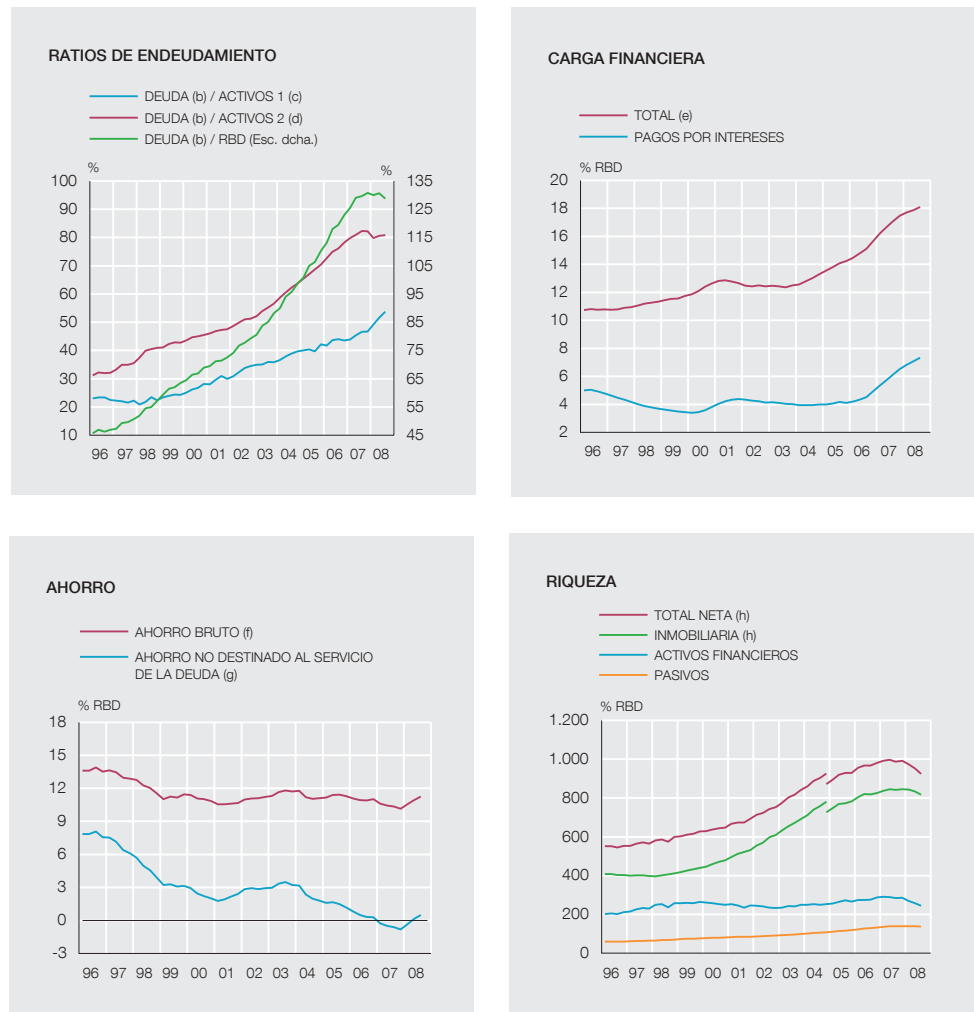 RATIOS DE ENDEUDAMIENTO
DEUDA (b) / ACTIVOS 1 (c)
DEUDA (b) / ACTIVOS 2 (d)
DEUDA (b) / RBD (Esc. dcha.)
% %
100 135
90 125
80 115
70 105
60 95
50 85
40 75
30 65
20 55
10 45
96 97 98 99 00 01 02 03 04 05 06 07 08
CARGA FINANCIERA
TOTAL (e)
PAGOS POR INTERESES
% RBD
20
18
16
14
12
10
8
6
4
2
96 97 98 99 00 01 02 03 04 05 06 07 08
AHORRO
AHORRO BRUTO (f)
AHORRO NO DESTINADO AL SERVICIO
DE LA DEUDA (g)
% RBD
18
15
12
9
6
3
0
-3
96 97 98 99 00 01 02 03 04 05 06 07 08
RIQUEZA
TOTAL NETA (h)
INMOBILIARIA (h)
ACTIVOS FINANCIEROS
PASIVOS
% RBD
1.200
1.000
800
600
400
200
0
96 97 98 99 00 01 02 03 04 05 06 07 08